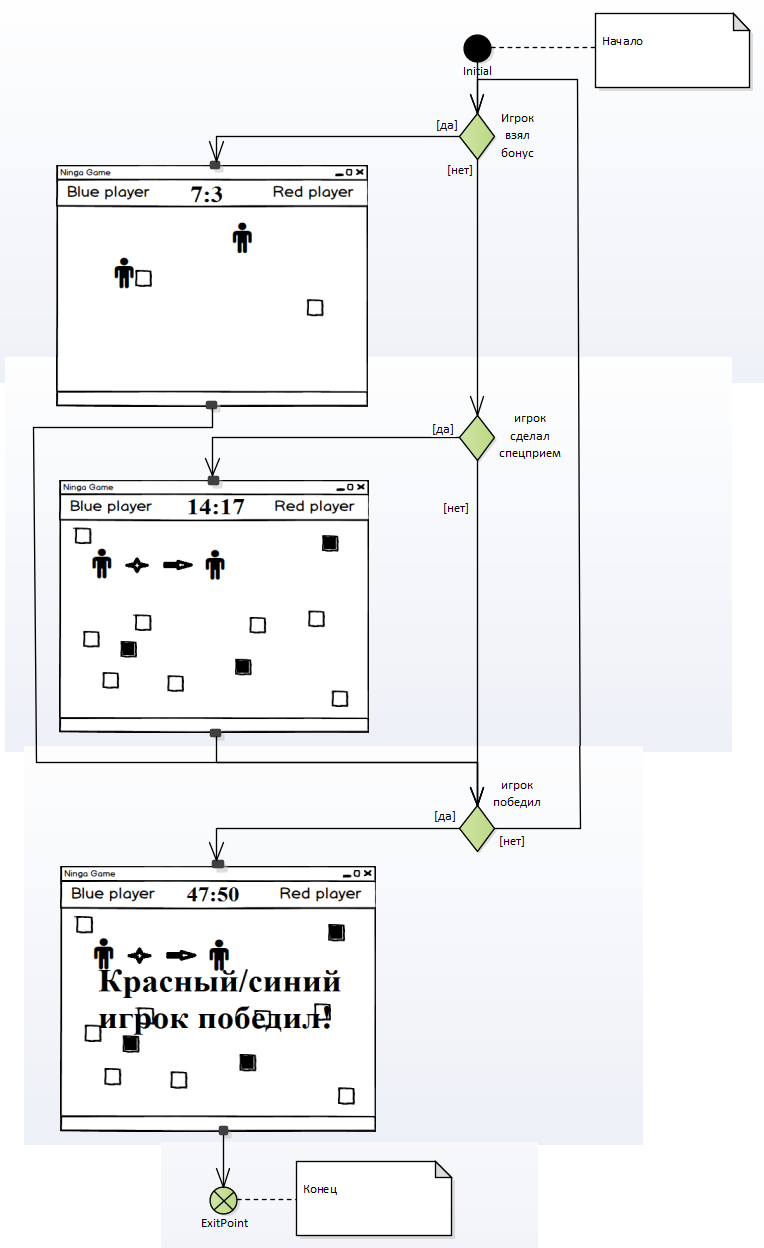 Начало
Initial
[да]
Игрок
взял
бонус
[нет]
Ninga Game
Blue player 7:3 Red player
[да]
игрок
сделал
спецприем
[нет]
Ninga Game
Blue player 14:17 Red player
игрок
победил
[да]
[нет]
Ninga Game
Blue player 47:50 Red player
Красный/синий
игрок победил!
Конец
ExitPoint